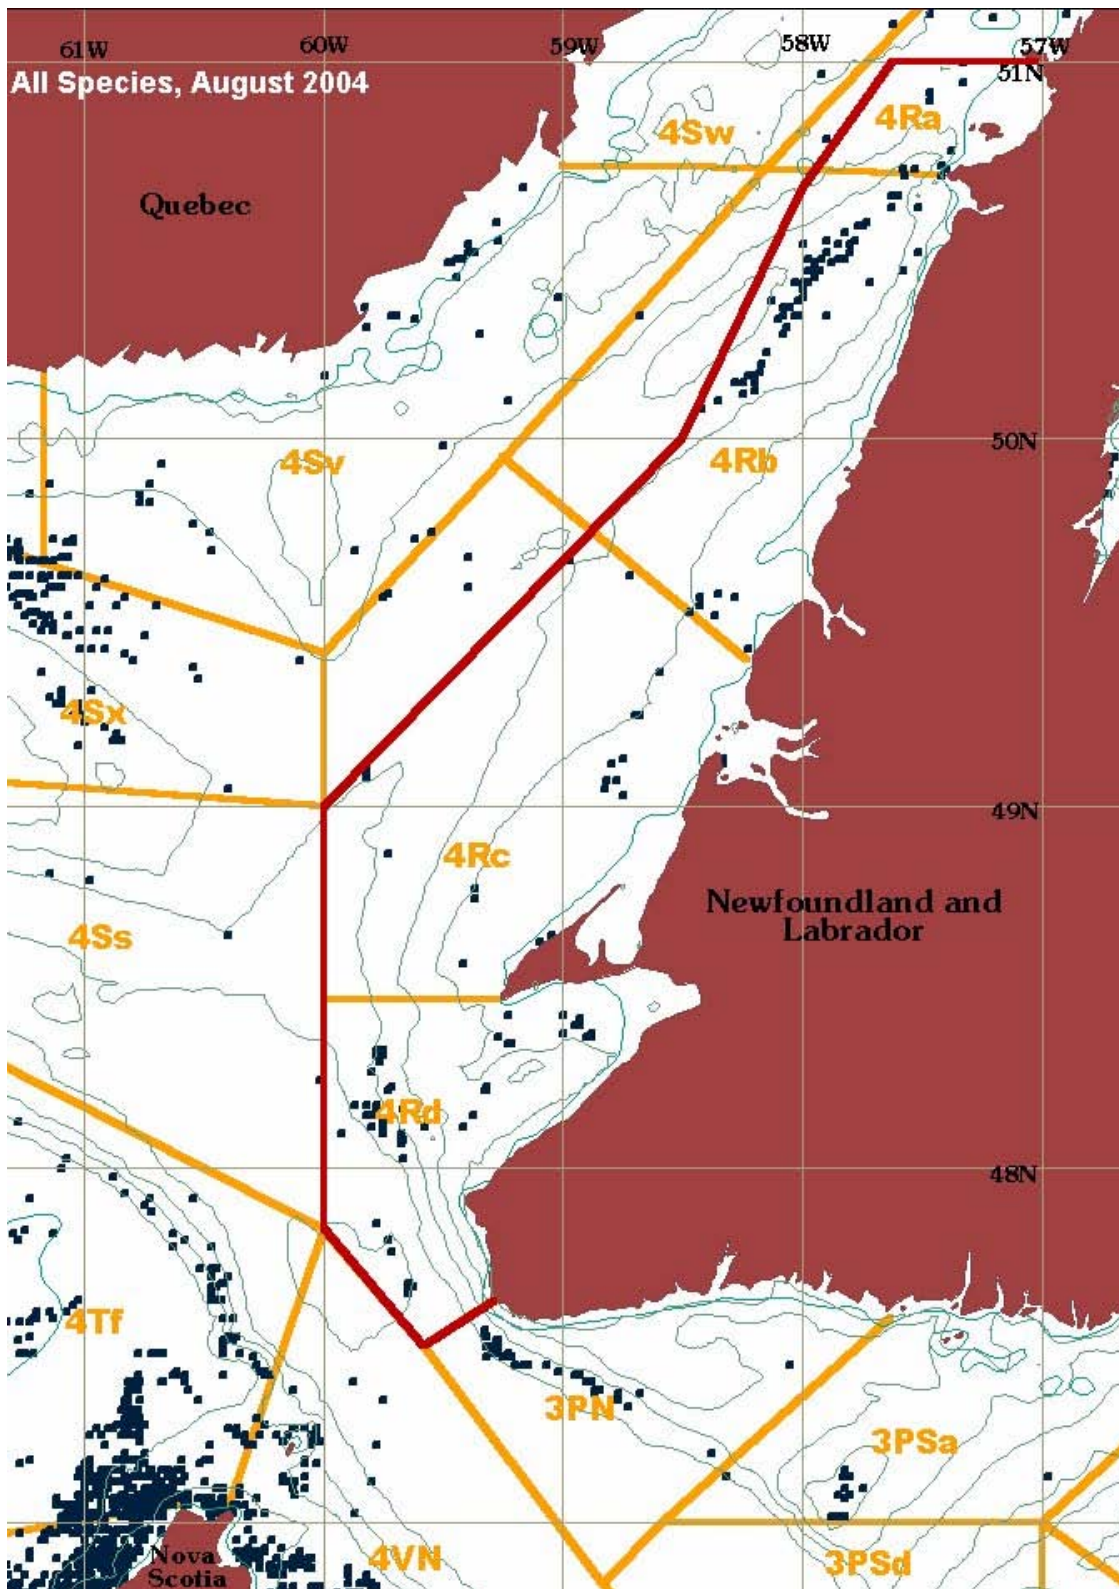 61W
60W
59W
58W
57W
51N
All Species, August 2004
4Ra
4Sw
Quebec
50N
4Sv
4Rb
4Sx
49N
4Rc
Newfoundland and
Labrador
4Ss
4Rd
48N
4Tf
3PN
3PSa
Nova
Scotia
4VN
3PSd